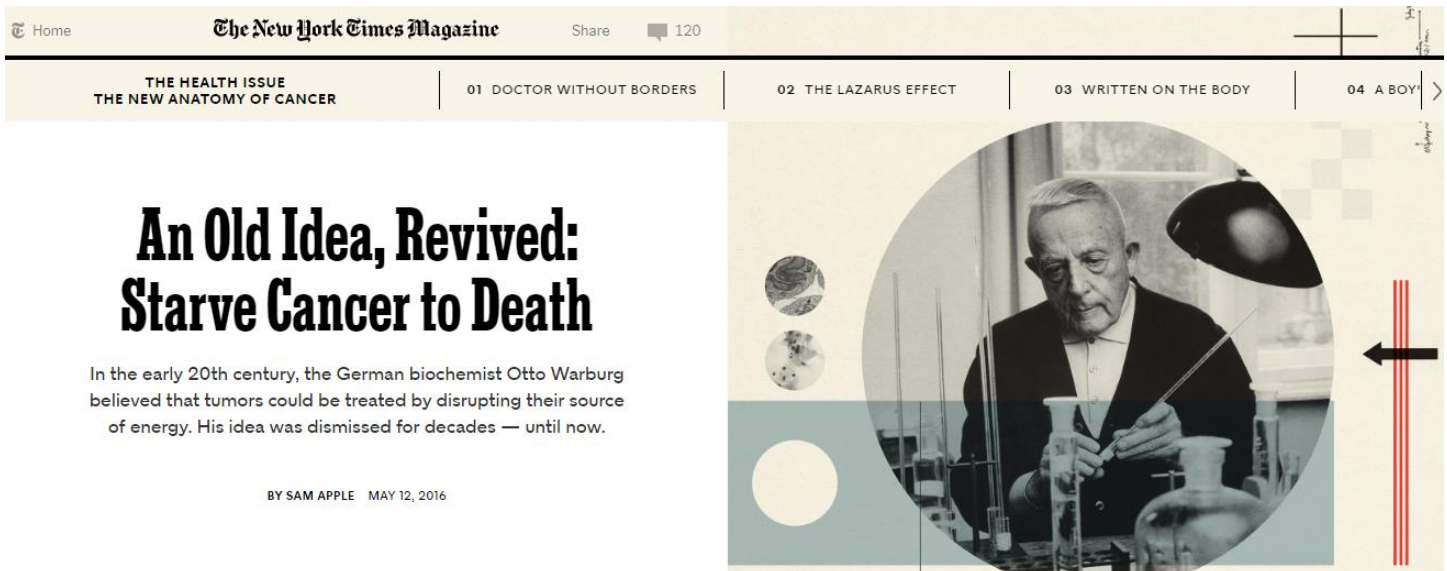 Home
The New York Times Magazine
Share
120
THE HEALTH ISSUE
THE NEW ANATOMY OF CANCER
01 DOCTOR WITHOUT BORDERS
02 THE LAZARUS EFFECT
03 WRITTEN ON THE BODY
04 A BOY'
An Old Idea, Revived:
Starve Cancer to Death
In the early 20th century, the German biochemist Otto Warburg
believed that tumors could be treated by disrupting their source
of energy. His idea was dismissed for decades — until now.
BY SAM APPLE MAY 12, 2016